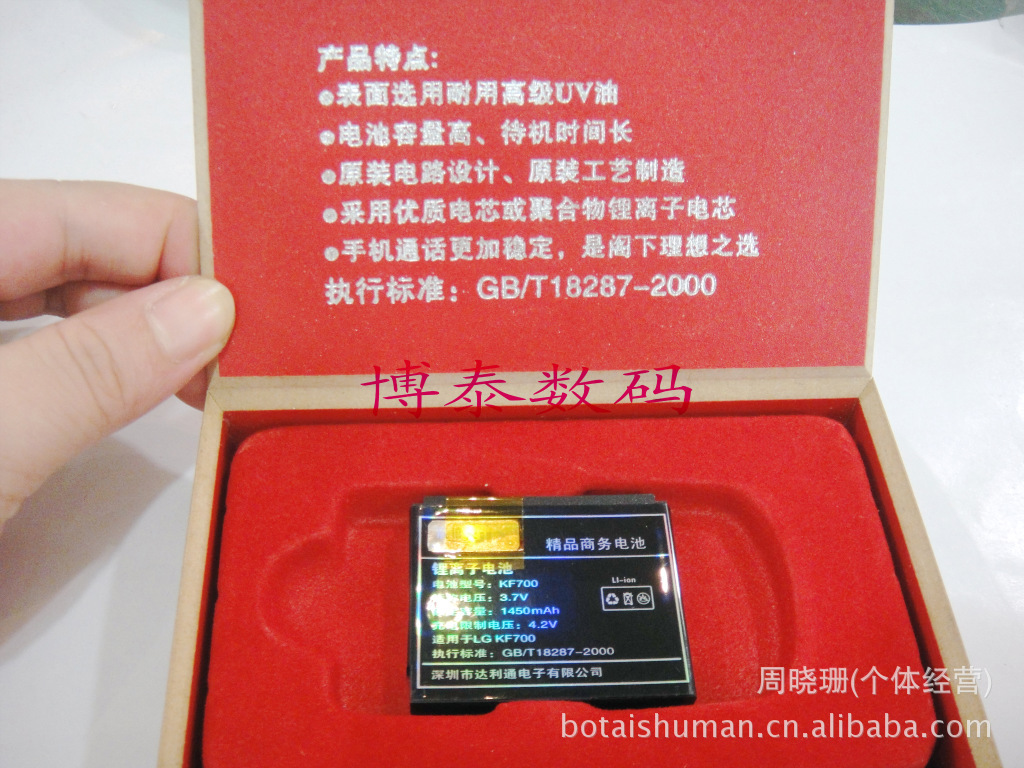 产品特点:
●表面选用耐用高级UV油
●电池容量高、待机时间长
●原装电路设计、原装工艺制造
●采用优质电芯或聚合物锂离子电芯
●手机通话更加稳定，是阁下理想之选
执行标准：GB/T18287-2000
博泰数码
精品商务电池
锂离子电池
电池型号：KF700
电压：3.7V
容量：1450mAh
充电限制电压：4.2V
适用于LG KF700
执行标准：GB/T18287-2000
LI-ion
深圳市达利通电子有限公司
周晓珊(个体经营)
botaishuman.cn.alibaba.com